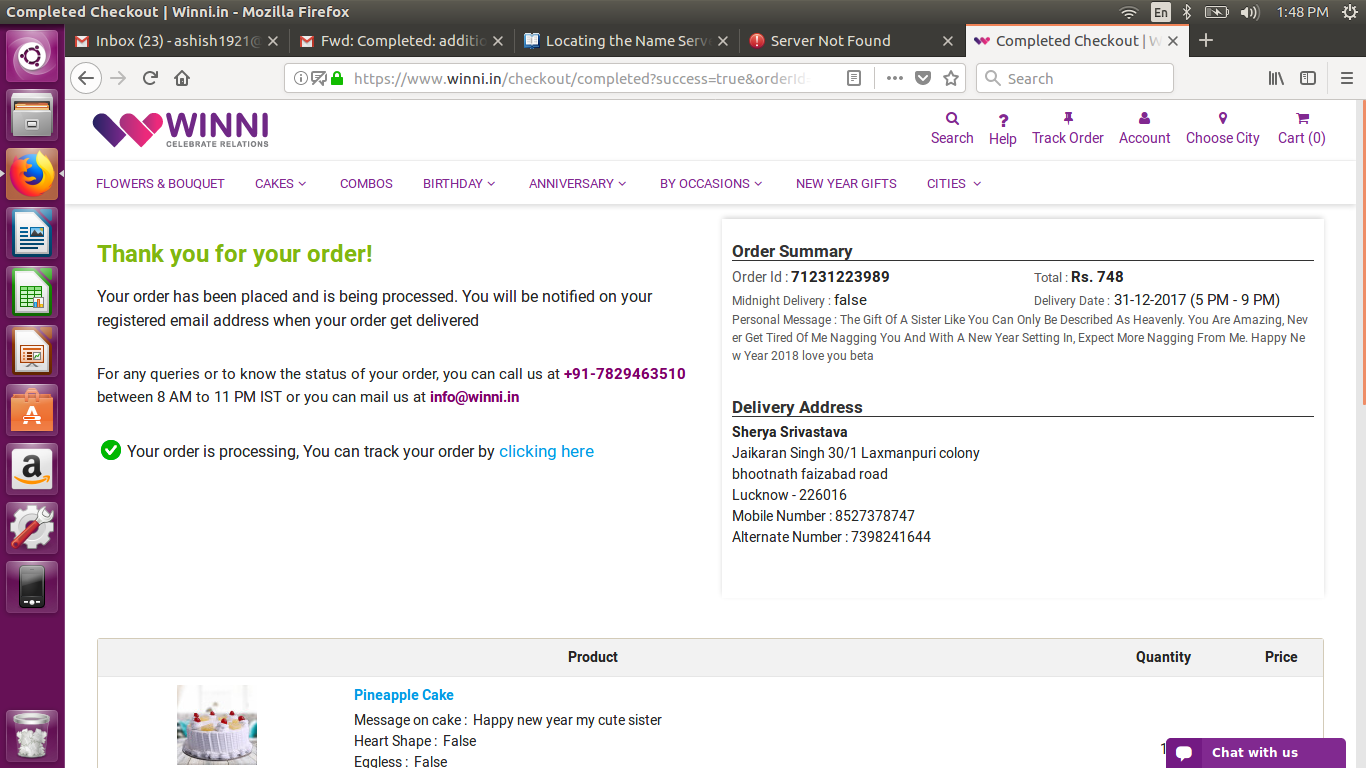 Completed Checkout | Winni.in - Mozilla Firefox
En
1:48 PM
Inbox (23) - ashish1921@
Fwd: Completed: additio
Locating the Name Serve
Server Not Found
Completed Checkout | W
https://www.winni.in/checkout/completed?success=true&orderId
Search
WINNI
CELEBRATE RELATIONS
Search
Help
Track Order
Account
Choose City
Cart (0)
FLOWERS & BOUQUET
CAKES
COMBOS
BIRTHDAY
ANNIVERSARY
BY OCCASIONS
NEW YEAR GIFTS
CITIES
Thank you for your order!
Your order has been placed and is being processed. You will be notified on your
registered email address when your order get delivered
For any queries or to know the status of your order, you can call us at +91-7829463510
between 8 AM to 11 PM IST or you can mail us at info@winni.in
Your order is processing, You can track your order by clicking here
Order Summary
Order Id : 71231223989
Total : Rs. 748
Midnight Delivery : false
Delivery Date : 31-12-2017 (5 PM - 9 PM)
Personal Message : The Gift Of A Sister Like You Can Only Be Described As Heavenly. You Are Amazing, Nev
er Get Tired Of Me Nagging You And With A New Year Setting In, Expect More Nagging From Me. Happy Ne
w Year 2018 love you beta
Delivery Address
Sherya Srivastava
Jaikaran Singh 30/1 Laxmanpuri colony
bhootnath faizabad road
Lucknow - 226016
Mobile Number : 8527378747
Alternate Number : 7398241644
Product
Quantity
Price
Pineapple Cake
Message on cake : Happy new year my cute sister
Heart Shape : False
1
Eggless : False
Chat with us